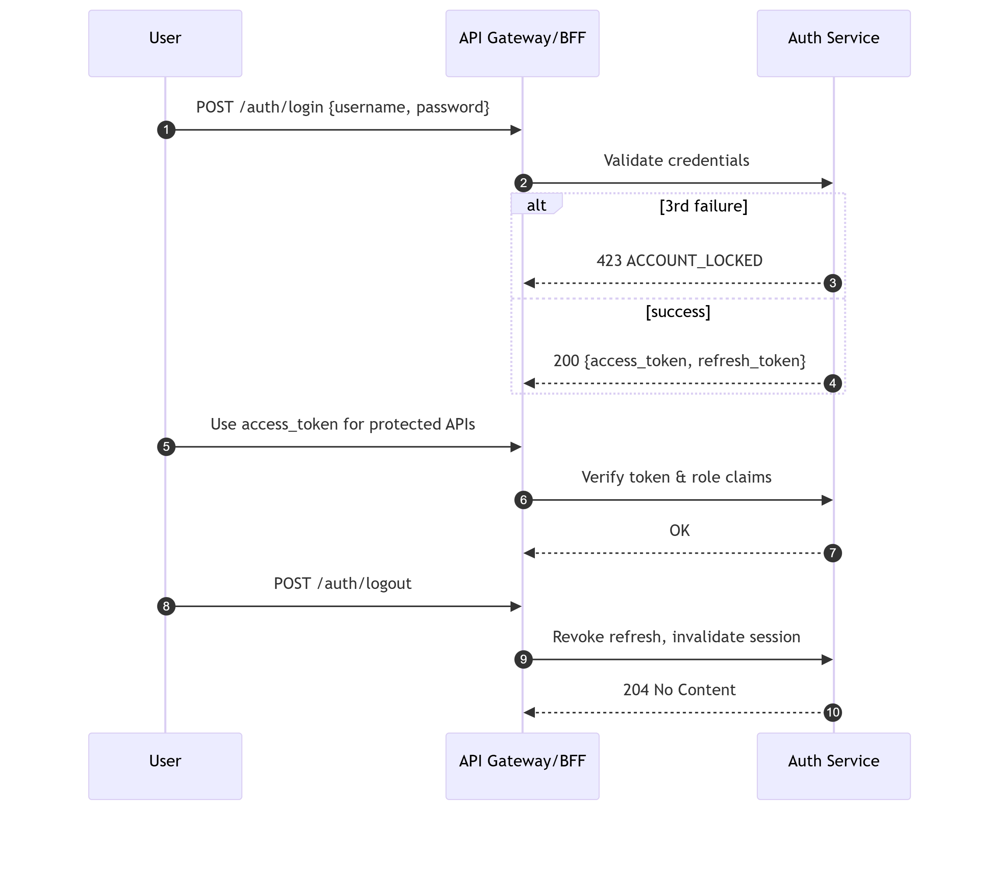 User
API Gateway/BFF
Auth Service
POST /auth/login {username, password}
1
Validate credentials
2
alt
[3rd failure]
423 ACCOUNT_LOCKED
3
[success]
200 {access_token, refresh_token}
4
Use access_token for protected APIs
5
Verify token & role claims
6
OK
7
POST /auth/logout
8
Revoke refresh, invalidate session
9
204 No Content
10
User
API Gateway/BFF
Auth Service